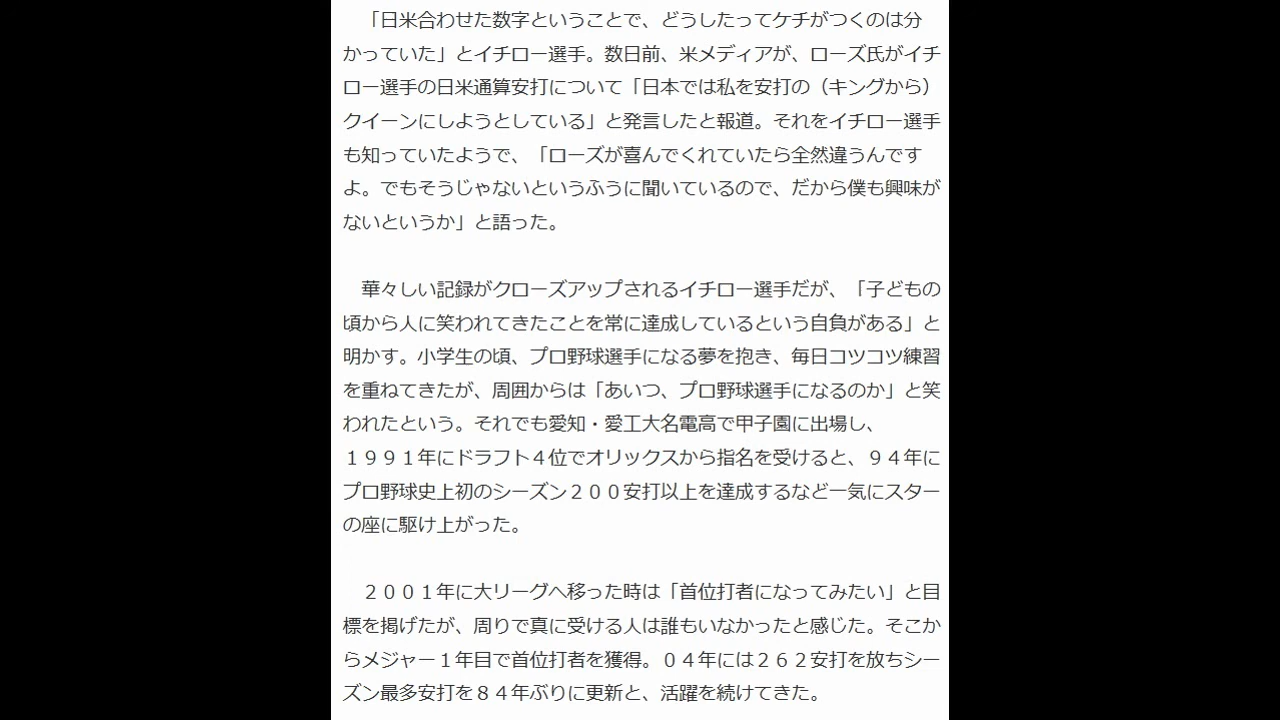 「日米合わせた数字ということで、どうしたってケチがつくのは分
かっていた」とイチロー選手。数日前、米メディアが、ローズ氏がイチ
ロー選手の日米通算安打について「日本では私を安打の（キングから）
クイーンにしようとしている」と発言したと報道。それをイチロー選手
も知っていたようで、「ローズが喜んでくれていたら全然違うんです
よ。でもそうじゃないというふうに聞いているので、だから僕も興味が
ないというか」と語った。
華々しい記録がクローズアップされるイチロー選手だが、「子どもの
頃から人に笑われてきたことを常に達成しているという自負がある」と
明かす。小学生の頃、プロ野球選手になる夢を抱き、毎日コツコツ練習
を重ねてきたが、周囲からは「あいつ、プロ野球選手になるのか」と笑
われたという。それでも愛知・愛工大名電高で甲子園に出場し、
１９９１年にドラフト４位でオリックスから指名を受けると、９４年に
プロ野球史上初のシーズン２００安打以上を達成するなど一気にスター
の座に駆け上がった。
２００１年に大リーグへ移った時は「首位打者になってみたい」と目
標を掲げたが、周りで真に受ける人は誰もいなかったと感じた。そこか
らメジャー１年目で首位打者を獲得。０４年には２６２安打を放ちシー
ズン最多安打を８４年ぶりに更新と、活躍を続けてきた。